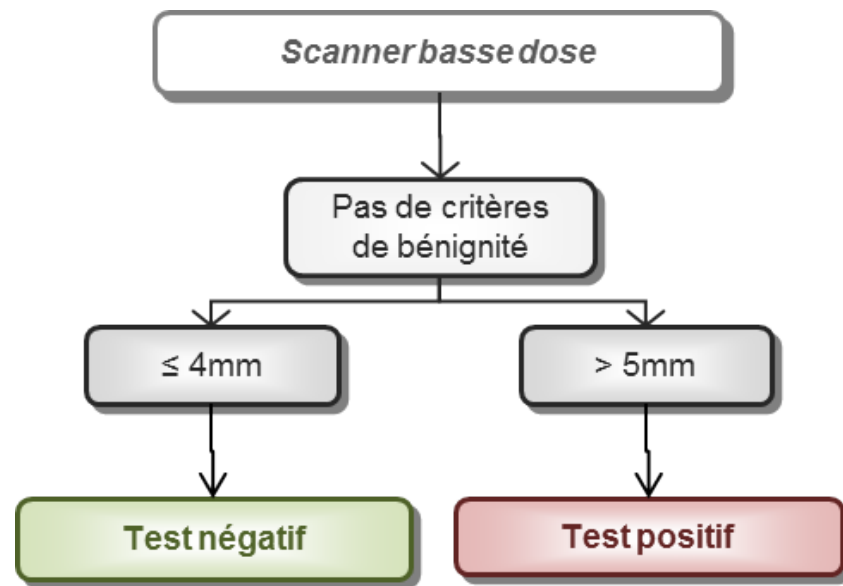 Scanner basse dose
Pas de critères
de bénignité
≤ 4mm
> 5mm
Test négatif
Test positif